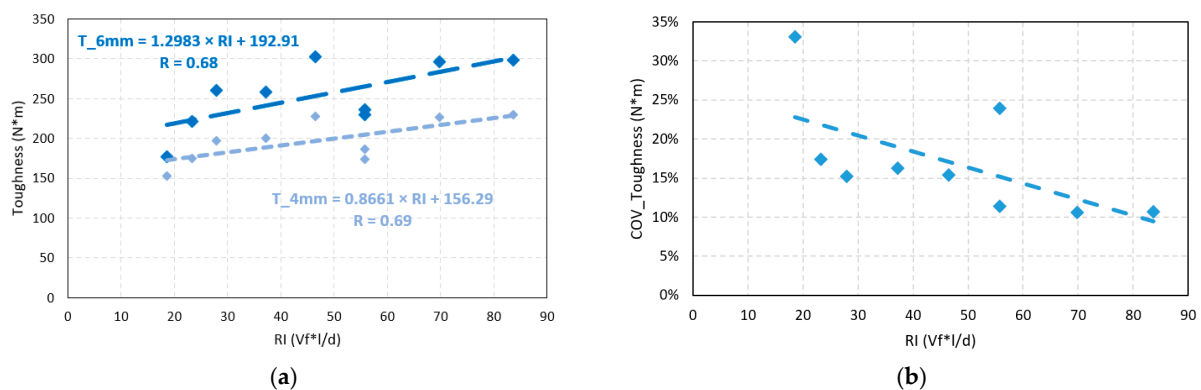 350
300
250
200
150
100
50
0
Toughness (N*m)
T_6mm = 1.2983 × RI + 192.91
R = 0.68
T_4mm = 0.8661 × RI + 156.29
R = 0.69
0 10 20 30 40 50 60 70 80 90
RI (Vf*l/d)
(a)
35%
30%
25%
20%
15%
10%
5%
0%
COV_Toughness (N*m)
0 10 20 30 40 50 60 70 80 90
RI (Vf*l/d)
(b)